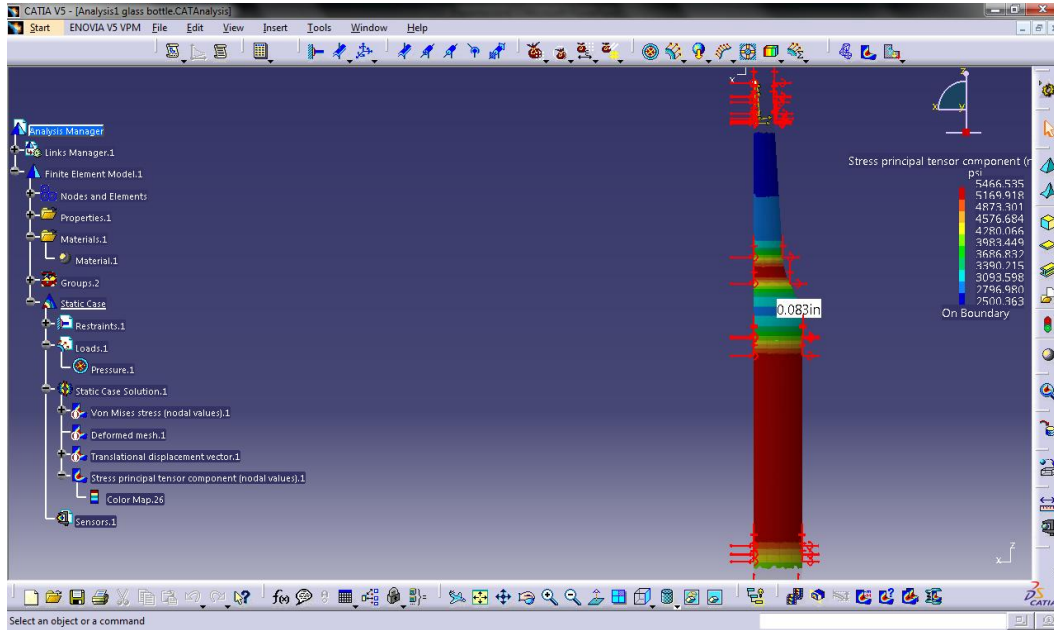 CATIA V5 - [Analysis1 glass bottle.CATAnalysis]
Start ENOVIA V5 VPM File Edit View Insert Tools Window Help
Analysis Manager
Links Manager.1
Finite Element Model.1
Nodes and Elements
Properties.1
Materials.1
Material.1
Groups.2
Static Case
Restraints.1
Loads.1
Pressure.1
Static Case Solution.1
Von Mises stress (nodal values).1
Deformed mesh.1
Translational displacement vector.1
Stress principal tensor component (nodal values).1
Color Map.26
Sensors.1
x
0.083in
z
x y
Stress principal tensor component (n
psi
5466.535
5169.918
4873.301
4576.684
4280.066
3983.449
3686.832
3390.215
3093.598
2796.980
2500.363
On Boundary
z
x
f(x)
CATIA
Select an object or a command